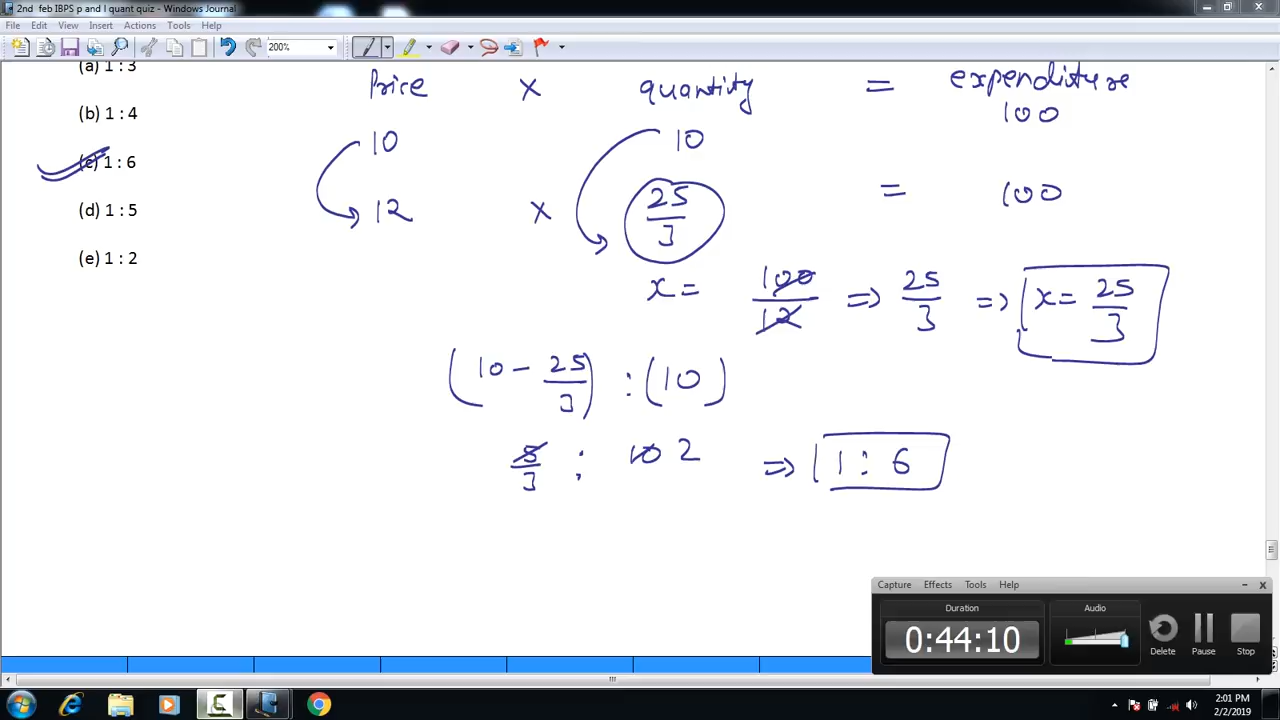 2nd feb IBPS p and I quant quiz - Windows Journal
File Edit View Insert Actions Tools Help
200%
(a) 1 : 3
(b) 1 : 4
(c) 1 : 6
(d) 1 : 5
(e) 1 : 2
Price × quantity = expenditure
100
10 10
12 × 25/3 = 100
x = 100/12 ⇒ 25/3 ⇒ x = 25/3
(10 - 25/3) : (10)
5/3 : 10 2 ⇒ 1 : 6
Capture Effects Tools Help
Duration Audio
0:44:10
Delete Pause Stop
2:01 PM
2/2/2019